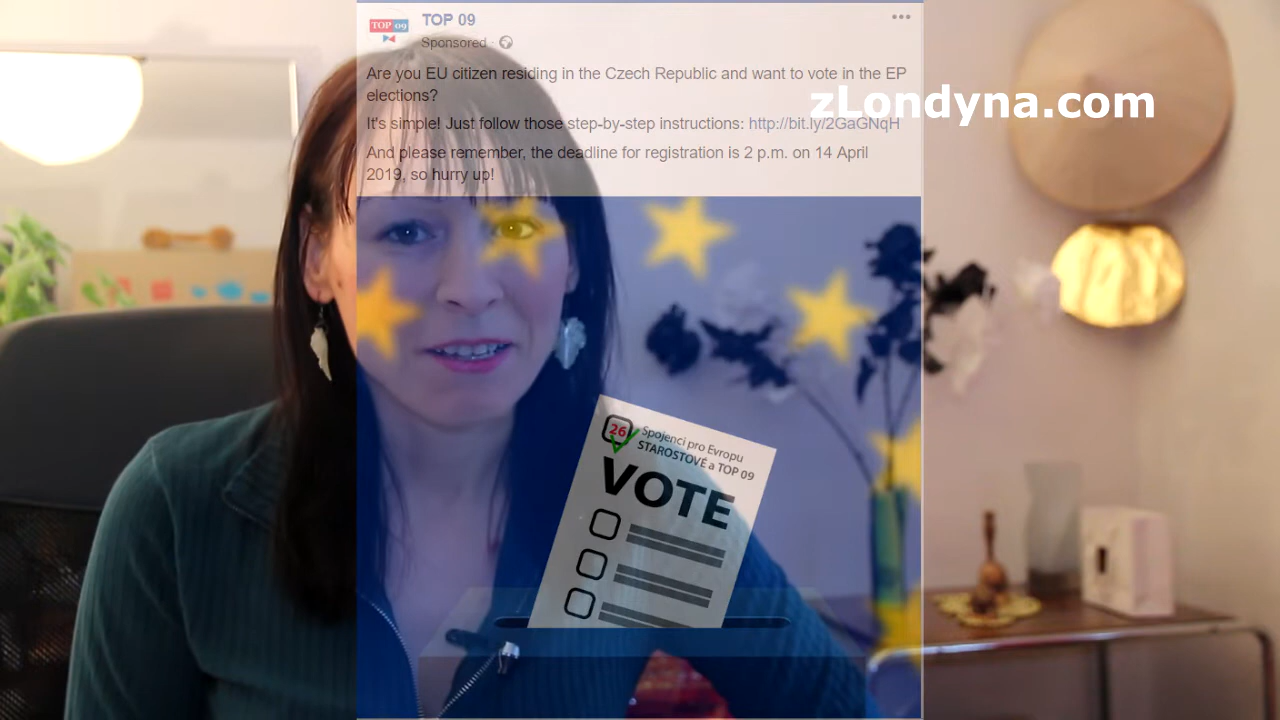 TOP 09
TOP 09
Sponsored ·
Are you EU citizen residing in the Czech Republic and want to vote in the EP
elections?
zLondyna.com
It's simple! Just follow those step-by-step instructions: http://bit.ly/2GaGNqH
And please remember, the deadline for registration is 2 p.m. on 14 April
2019, so hurry up!
26
Spojenci pro Evropu
STAROSTOVÉ a TOP 09
VOTE